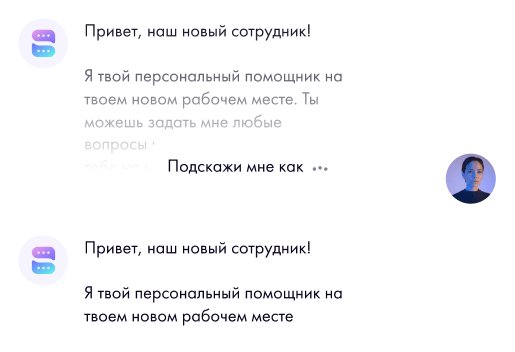 Привет, наш новый сотрудник!
Я твой персональный помощник на
твоем новом рабочем месте. Ты
можешь задать мне любые
вопросы
Подскажи мне как •••
Привет, наш новый сотрудник!
Я твой персональный помощник на
твоем новом рабочем месте